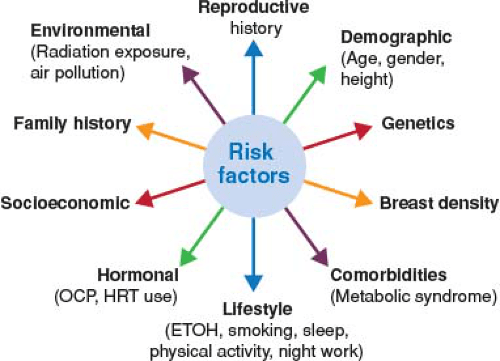 Reproductive
history
Environmental
(Radiation exposure,
air pollution)
Demographic
(Age, gender,
height)
Family history
Genetics
Risk
factors
Socioeconomic
Breast density
Hormonal
(OCP, HRT use)
Comorbidities
(Metabolic syndrome)
Lifestyle
(ETOH, smoking, sleep,
physical activity, night work)